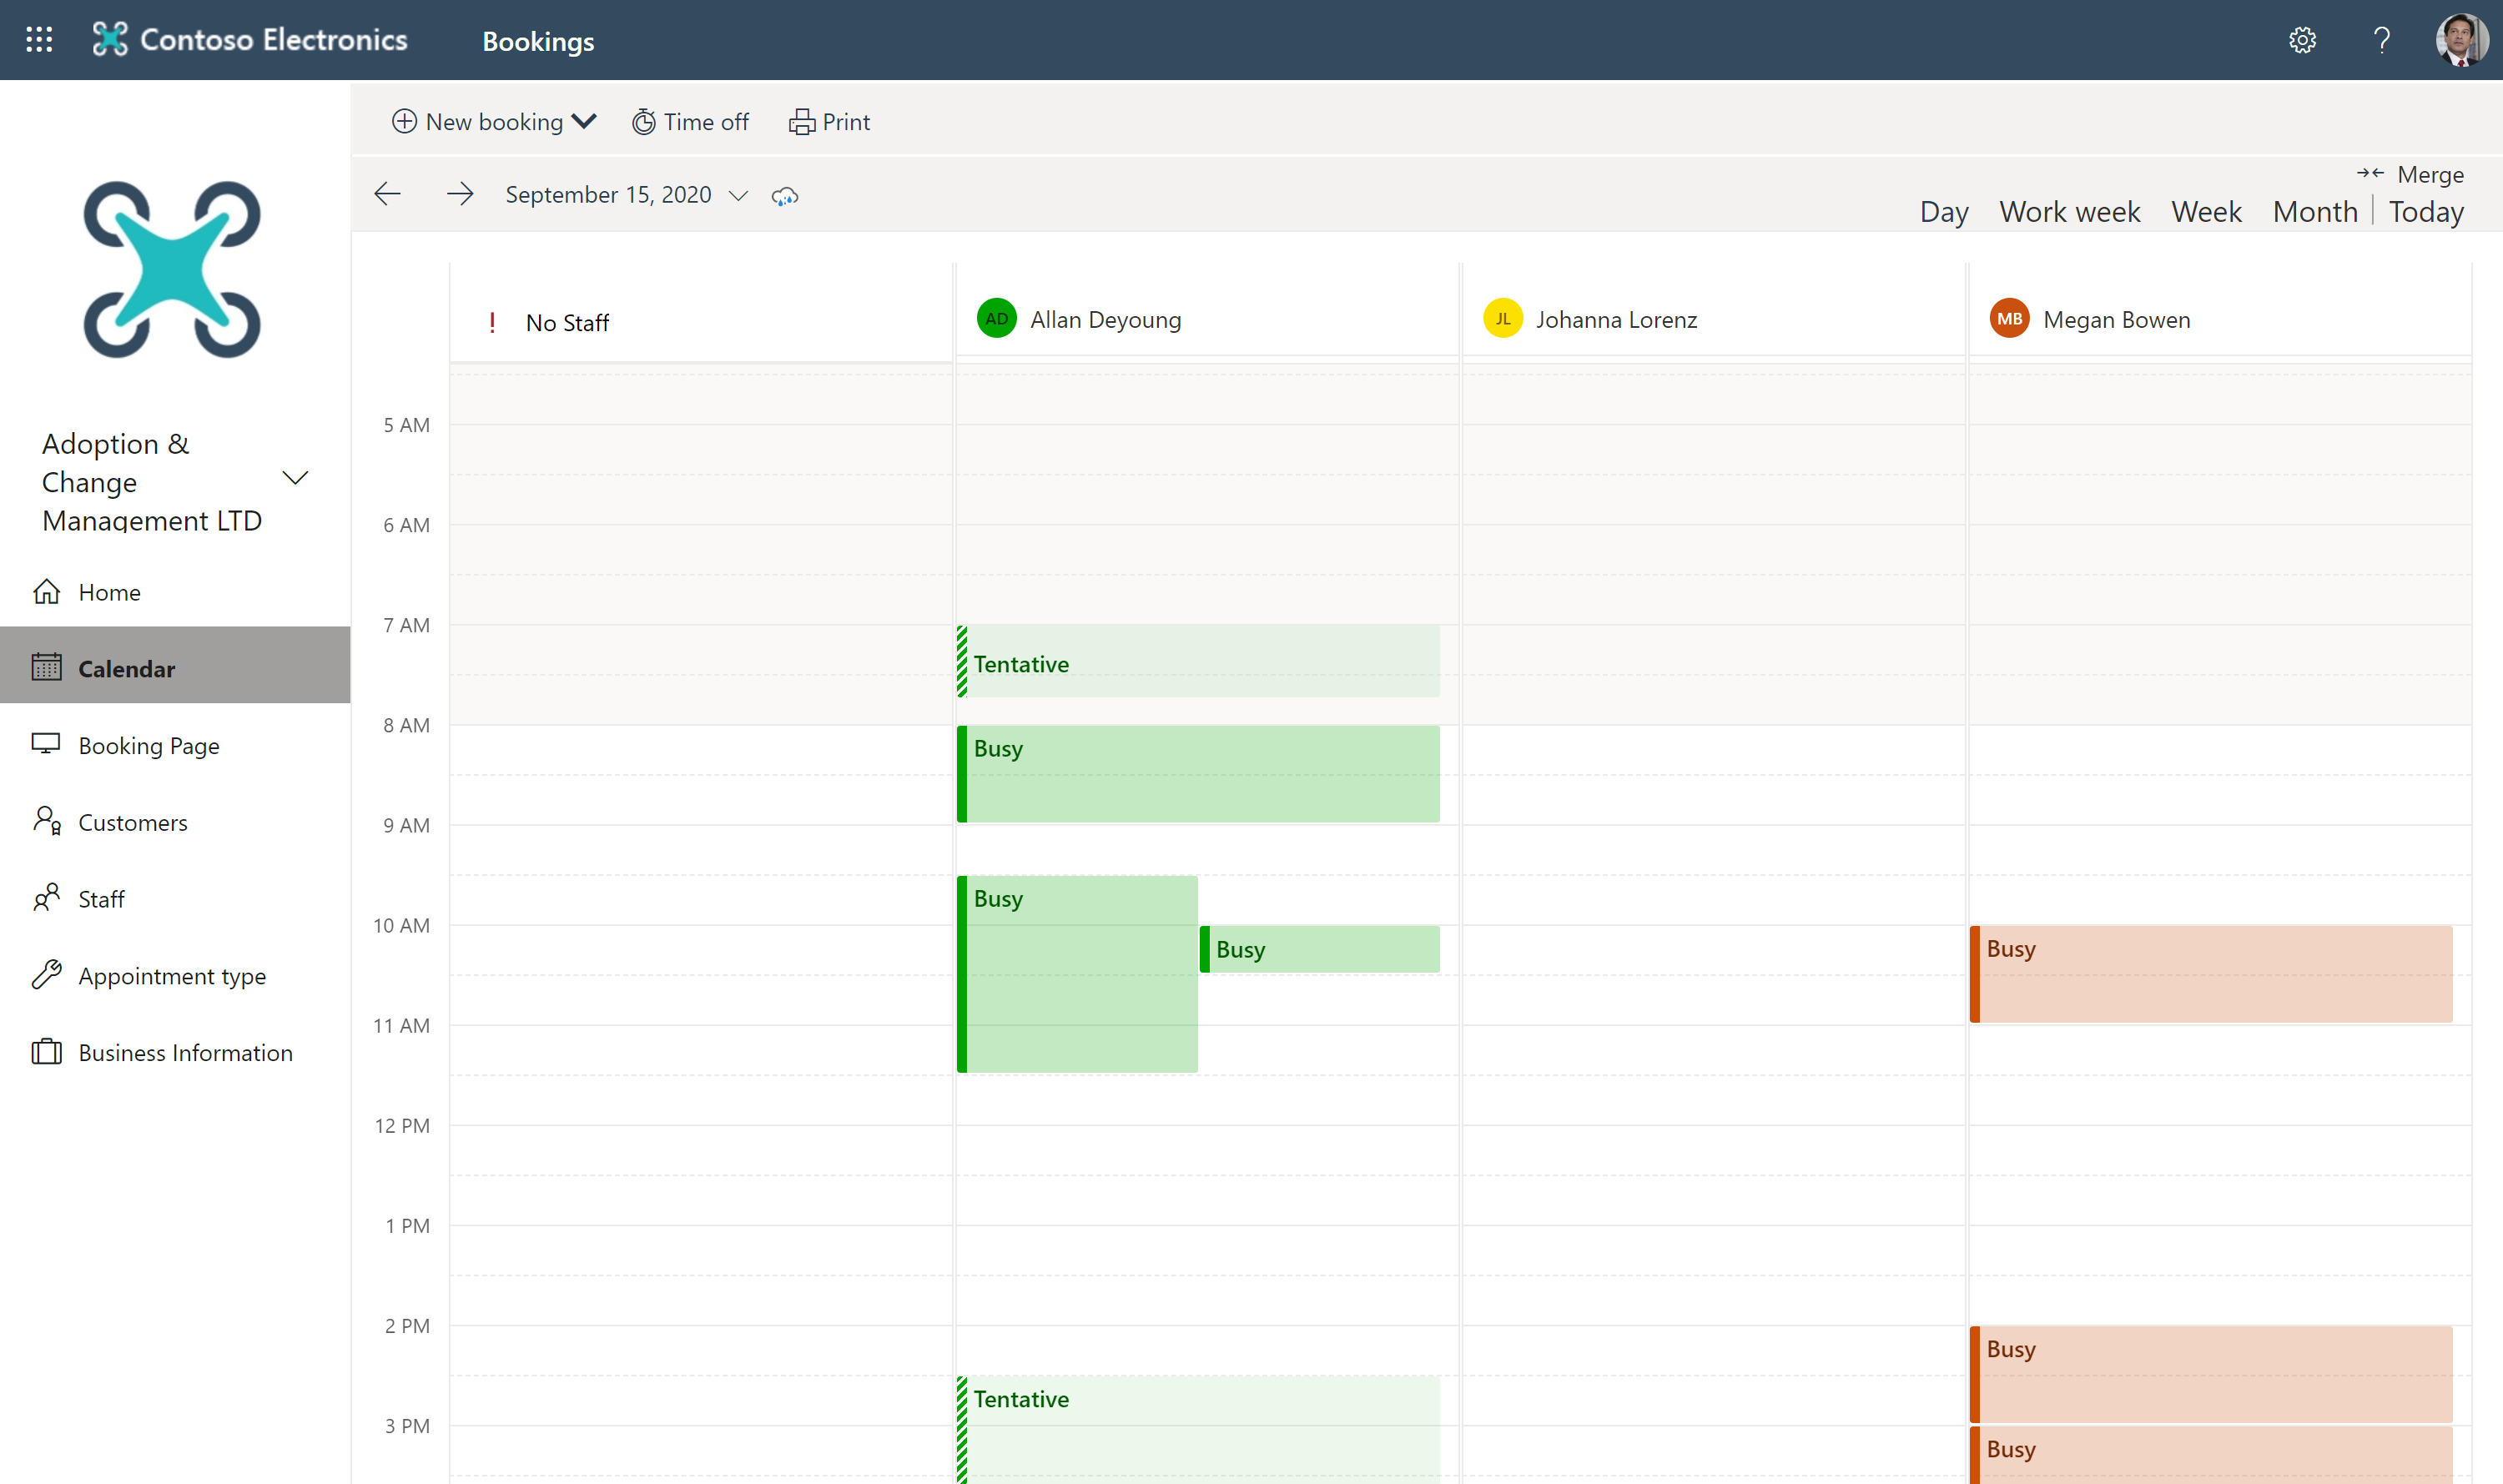 Contoso Electronics
Bookings
New booking
Time off
Print
September 15, 2020
Merge
Day
Work week
Week
Month
Today
Adoption &
Change
Management LTD
Home
Calendar
Booking Page
Customers
Staff
Appointment type
Business Information
! No Staff
AD Allan Deyoung
JL Johanna Lorenz
MB Megan Bowen
5 AM
6 AM
7 AM
Tentative
8 AM
Busy
9 AM
Busy
10 AM
Busy
Busy
11 AM
12 PM
1 PM
2 PM
Busy
Tentative
3 PM
Busy